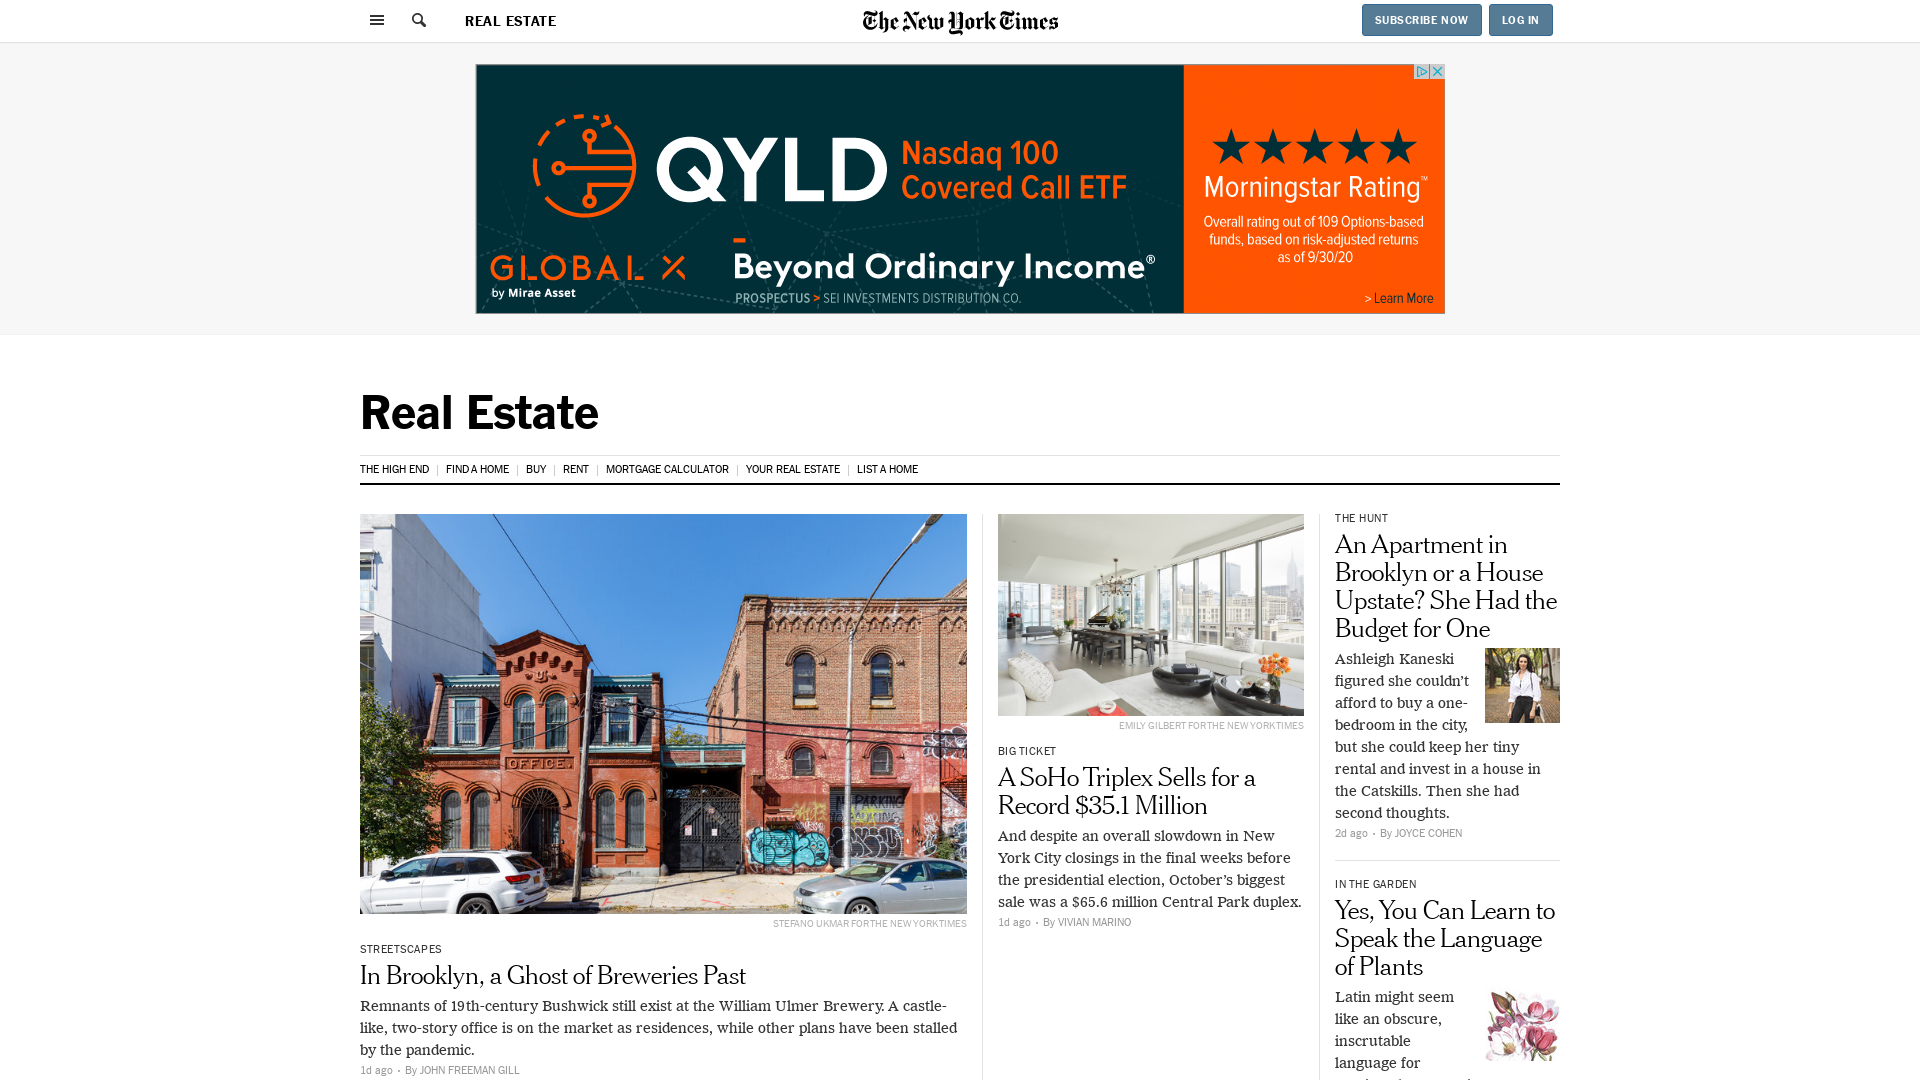 REAL ESTATE
The New York Times
SUBSCRIBE NOW
LOG IN
QYLD
Nasdaq 100
Covered Call ETF
GLOBAL X
by Mirae Asset
Beyond Ordinary Income®
PROSPECTUS > SEI INVESTMENTS DISTRIBUTION CO.
★★★★★
Morningstar Rating™
Overall rating out of 109 Options-based
funds, based on risk-adjusted returns
as of 9/30/20
> Learn More
Real Estate
THE HIGH END
FIND A HOME
BUY
RENT
MORTGAGE CALCULATOR
YOUR REAL ESTATE
LIST A HOME
OFFICE.
NO PARKING
STEFANO UKMAR FOR THE NEW YORK TIMES
STREETSCAPES
In Brooklyn, a Ghost of Breweries Past
Remnants of 19th-century Bushwick still exist at the William Ulmer Brewery. A castle-
like, two-story office is on the market as residences, while other plans have been stalled
by the pandemic.
1d ago • By JOHN FREEMAN GILL
EMILY GILBERT FOR THE NEW YORK TIMES
BIG TICKET
A SoHo Triplex Sells for a
Record $35.1 Million
And despite an overall slowdown in New
York City closings in the final weeks before
the presidential election, October’s biggest
sale was a $65.6 million Central Park duplex.
1d ago • By VIVIAN MARINO
THE HUNT
An Apartment in
Brooklyn or a House
Upstate? She Had the
Budget for One
Ashleigh Kaneski
figured she couldn’t
afford to buy a one-
bedroom in the city,
but she could keep her tiny
rental and invest in a house in
the Catskills. Then she had
second thoughts.
2d ago • By JOYCE COHEN
IN THE GARDEN
Yes, You Can Learn to
Speak the Language
of Plants
Latin might seem
like an obscure,
inscrutable
language for